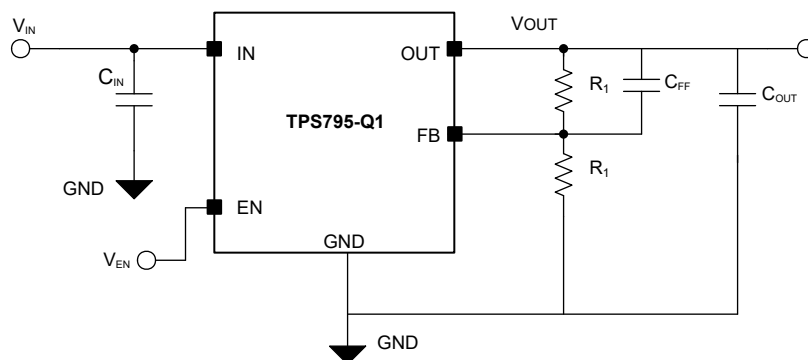 VIN
VOUT
IN
OUT
CIN
R1
CFF
COUT
TPS795-Q1
FB
R1
GND
EN
GND
VEN
GND